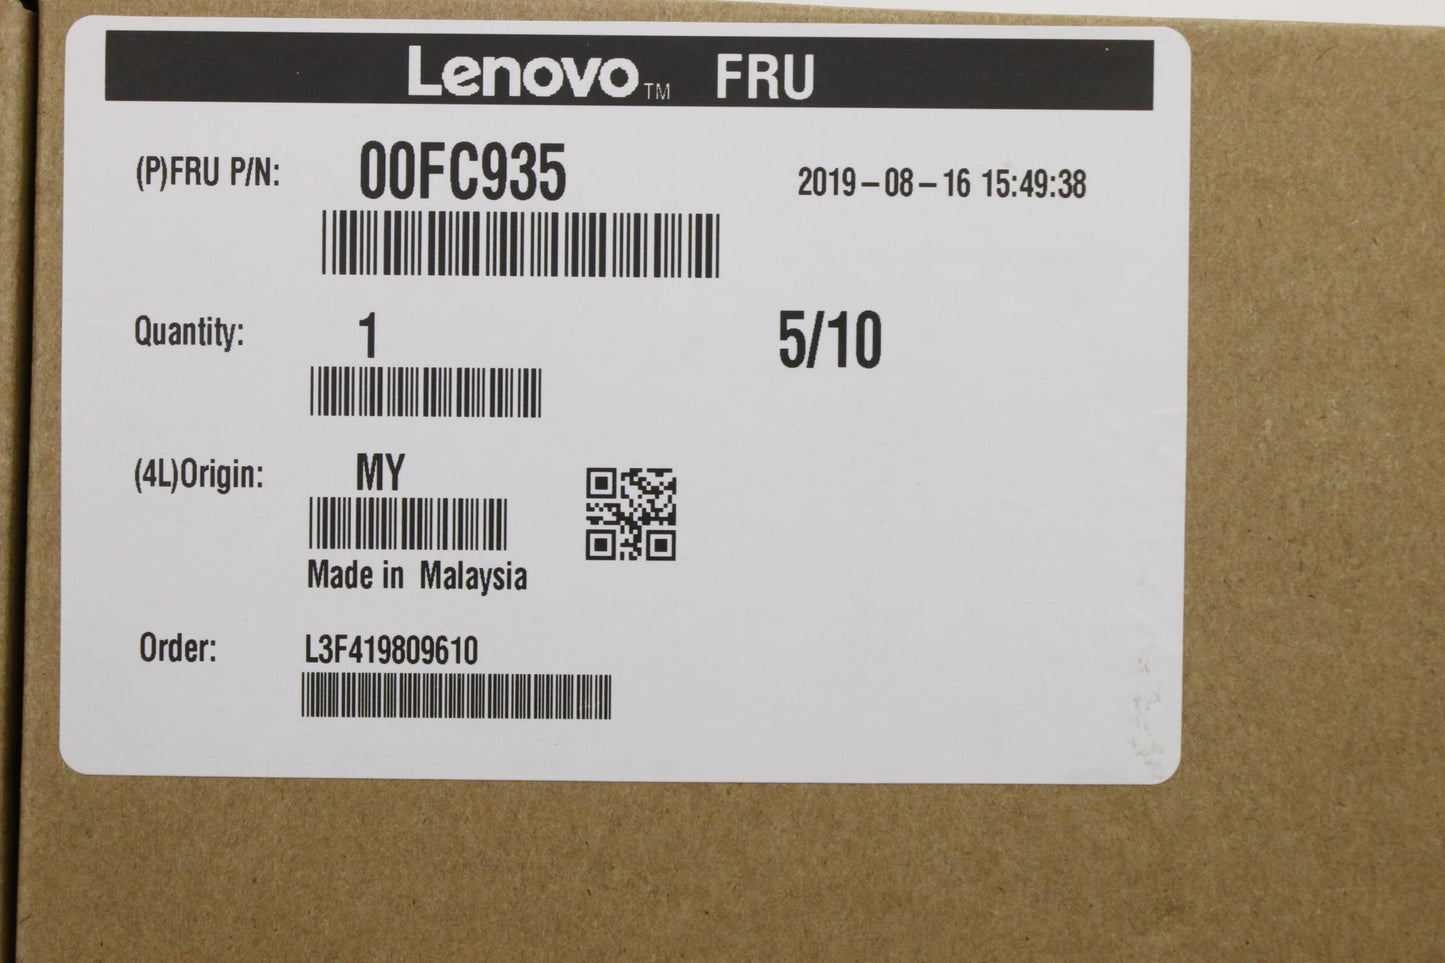 Lenovo™ FRU
(P)FRU P/N: 00FC935 2019-08-16 15:49:38
Quantity: 1 5/10
(4L)Origin: MY
Made in Malaysia
Order: L3F419809610